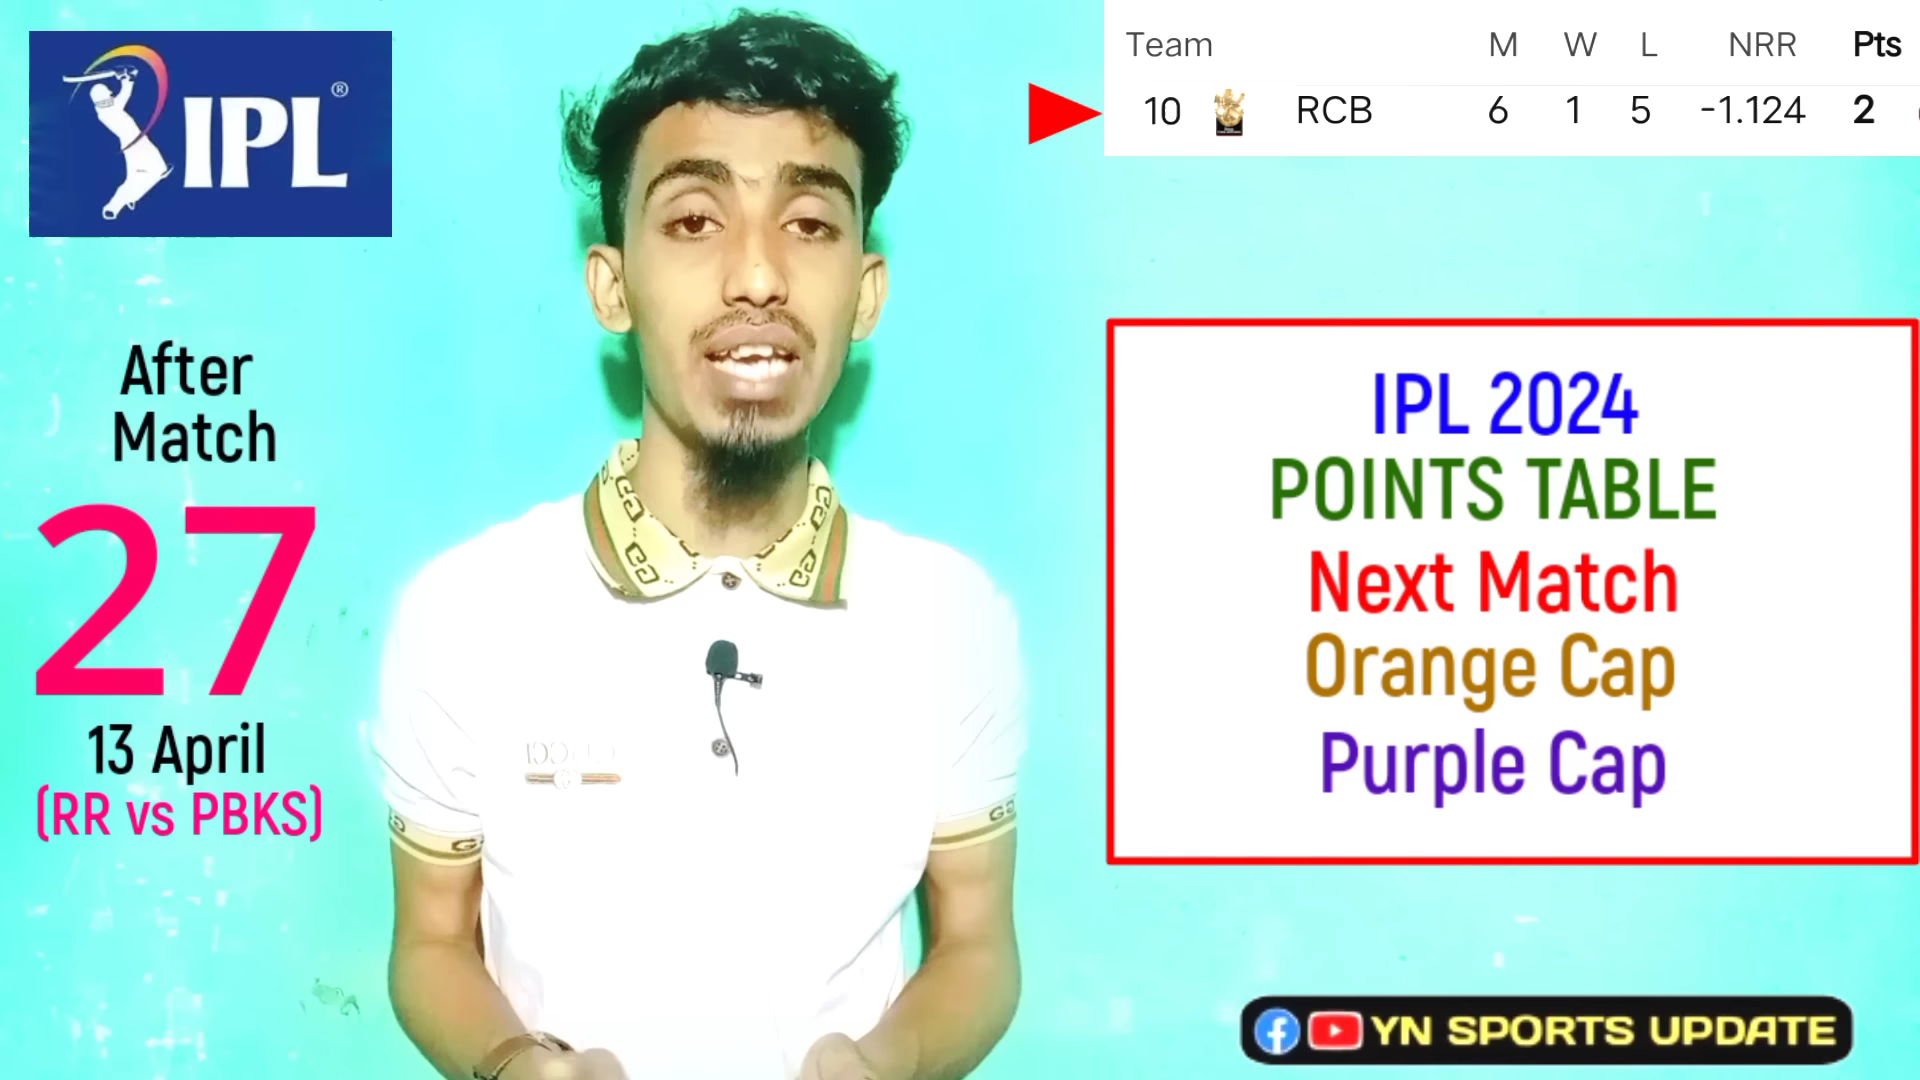 IPL®
Team M W L NRR Pts
10 RCB 6 1 5 -1.124 2
After
Match
27
13 April
(RR vs PBKS)
IPL 2024
POINTS TABLE
Next Match
Orange Cap
Purple Cap
YN SPORTS UPDATE